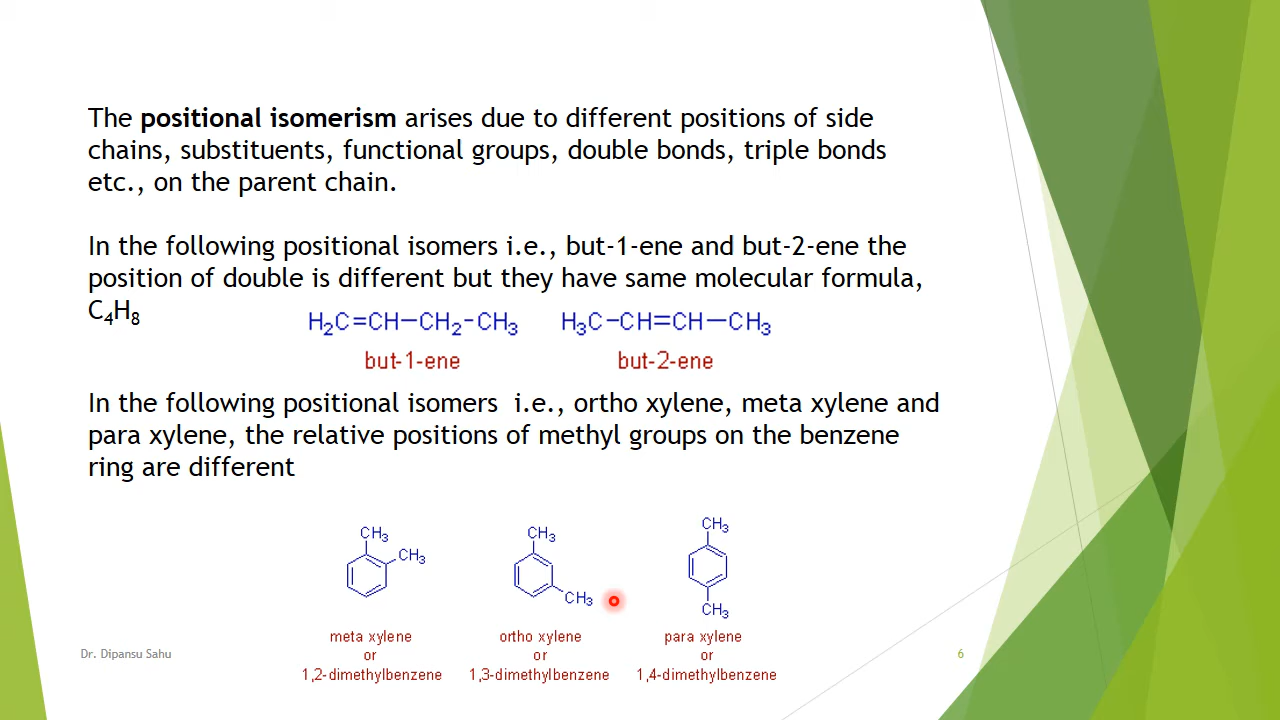 The positional isomerism arises due to different positions of side
chains, substituents, functional groups, double bonds, triple bonds
etc., on the parent chain.
In the following positional isomers i.e., but-1-ene and but-2-ene the
position of double is different but they have same molecular formula,
C₄H₈
H₂C=CH-CH₂-CH₃ H₃C-CH=CH-CH₃
but-1-ene but-2-ene
In the following positional isomers i.e., ortho xylene, meta xylene and
para xylene, the relative positions of methyl groups on the benzene
ring are different
CH₃ CH₃ CH₃
CH₃ CH₃ CH₃
meta xylene ortho xylene para xylene
or or or
1,2-dimethylbenzene 1,3-dimethylbenzene 1,4-dimethylbenzene
Dr. Dipansu Sahu 6